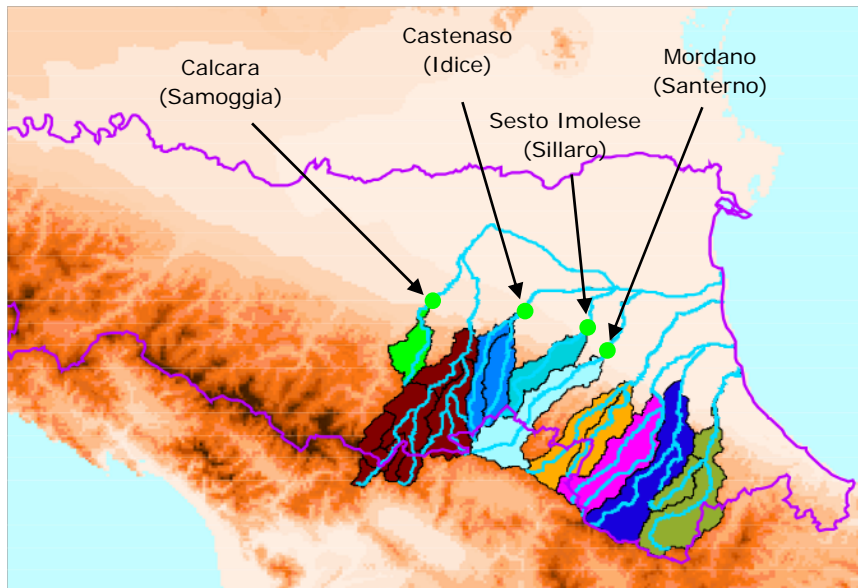 Calcara
(Samoggia)
Castenaso
(Idice)
Sesto Imolese
(Sillaro)
Mordano
(Santerno)